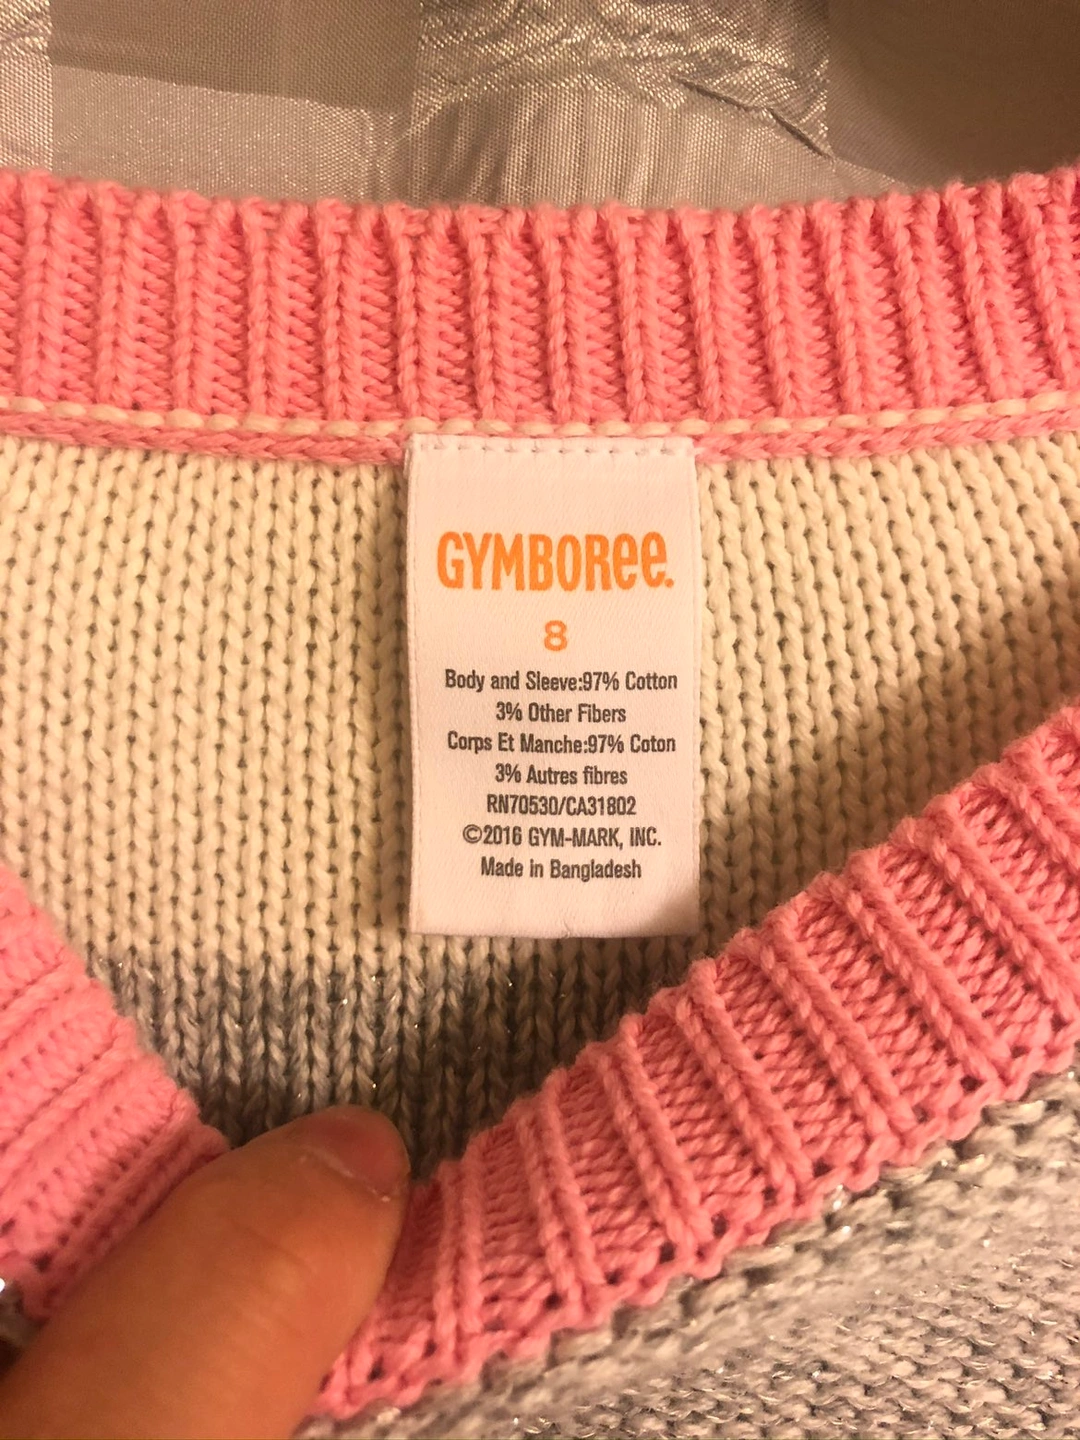 GYMBOREE.
8
Body and Sleeve:97% Cotton
3% Other Fibers
Corps Et Manche:97% Coton
3% Autres fibres
RN70530/CA31802
©2016 GYM-MARK, INC.
Made in Bangladesh